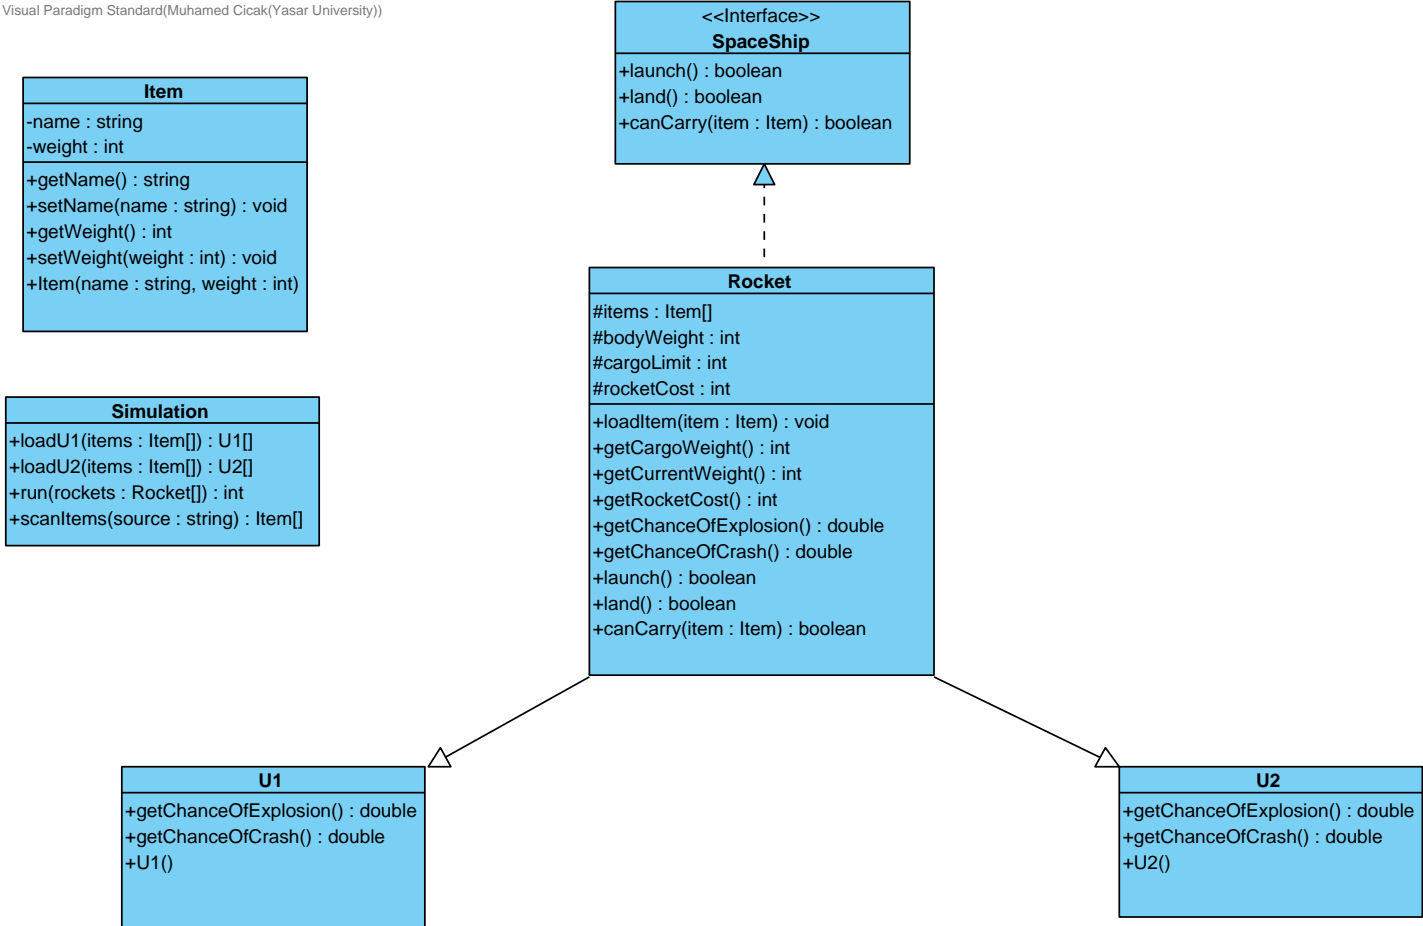 Visual Paradigm Standard(Muhamed Cicak(Yasar University))
<<Interface>>
SpaceShip
+launch() : boolean
+land() : boolean
+canCarry(item : Item) : boolean
Item
-name : string
-weight : int
+getName() : string
+setName(name : string) : void
+getWeight() : int
+setWeight(weight : int) : void
+Item(name : string, weight : int)
Rocket
#items : Item[]
#bodyWeight : int
#cargoLimit : int
#rocketCost : int
+loadItem(item : Item) : void
+getCargoWeight() : int
+getCurrentWeight() : int
+getRocketCost() : int
+getChanceOfExplosion() : double
+getChanceOfCrash() : double
+launch() : boolean
+land() : boolean
+canCarry(item : Item) : boolean
Simulation
+loadU1(items : Item[]) : U1[]
+loadU2(items : Item[]) : U2[]
+run(rockets : Rocket[]) : int
+scanItems(source : string) : Item[]
U1
+getChanceOfExplosion() : double
+getChanceOfCrash() : double
+U1()
U2
+getChanceOfExplosion() : double
+getChanceOfCrash() : double
+U2()